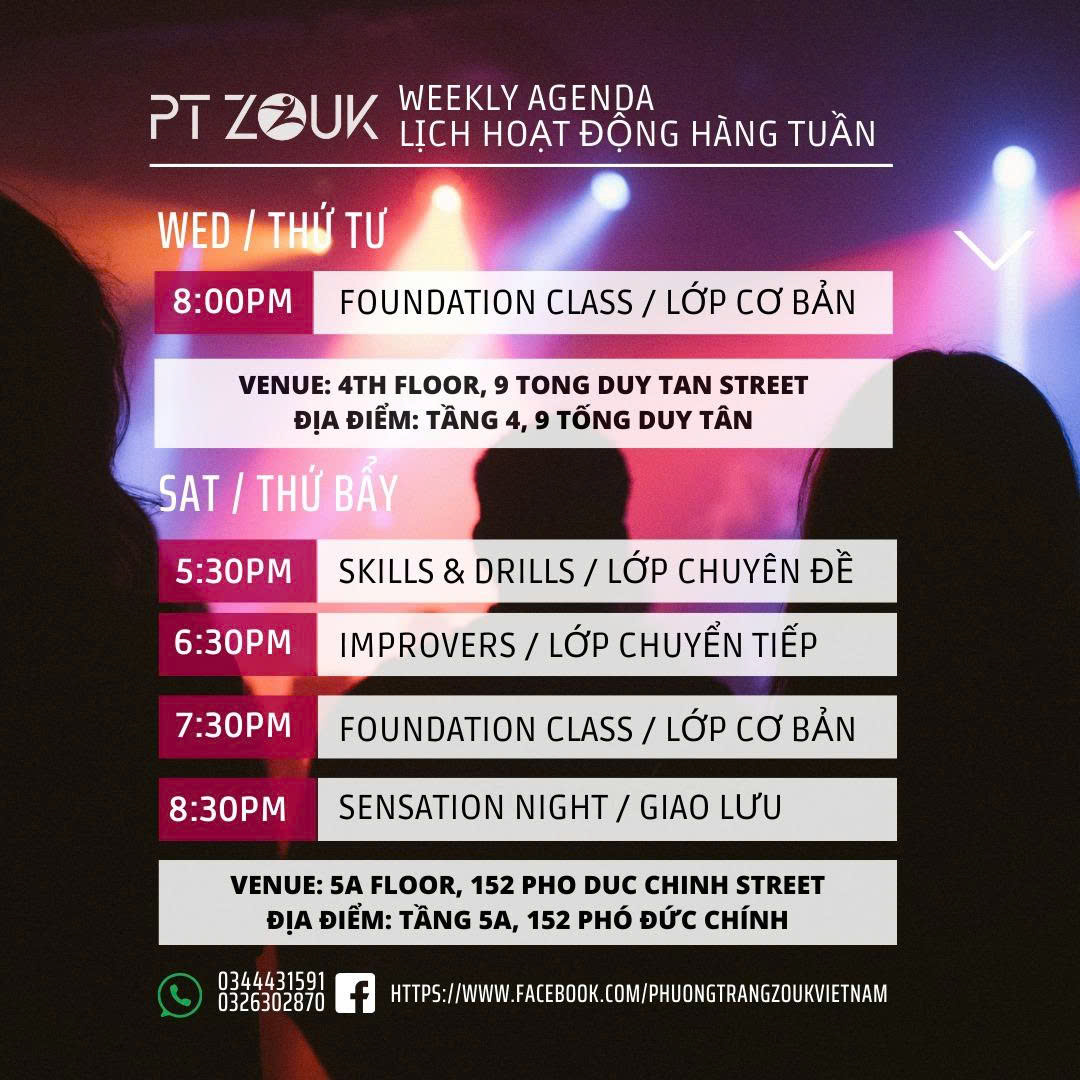 PT ZOUK
WEEKLY AGENDA
LỊCH HOẠT ĐỘNG HÀNG TUẦN
WED / THỨ TƯ
8:00PM FOUNDATION CLASS / LỚP CƠ BẢN
VENUE: 4TH FLOOR, 9 TONG DUY TAN STREET
ĐỊA ĐIỂM: TẦNG 4, 9 TỐNG DUY TÂN
SAT / THỨ BẨY
5:30PM SKILLS & DRILLS / LỚP CHUYÊN ĐỀ
6:30PM IMPROVERS / LỚP CHUYỂN TIẾP
7:30PM FOUNDATION CLASS / LỚP CƠ BẢN
8:30PM SENSATION NIGHT / GIAO LƯU
VENUE: 5A FLOOR, 152 PHO DUC CHINH STREET
ĐỊA ĐIỂM: TẦNG 5A, 152 PHÓ ĐỨC CHÍNH
0344431591
0326302870
HTTPS://WWW.FACEBOOK.COM/PHUONGTRANGZOUKVIETNAM